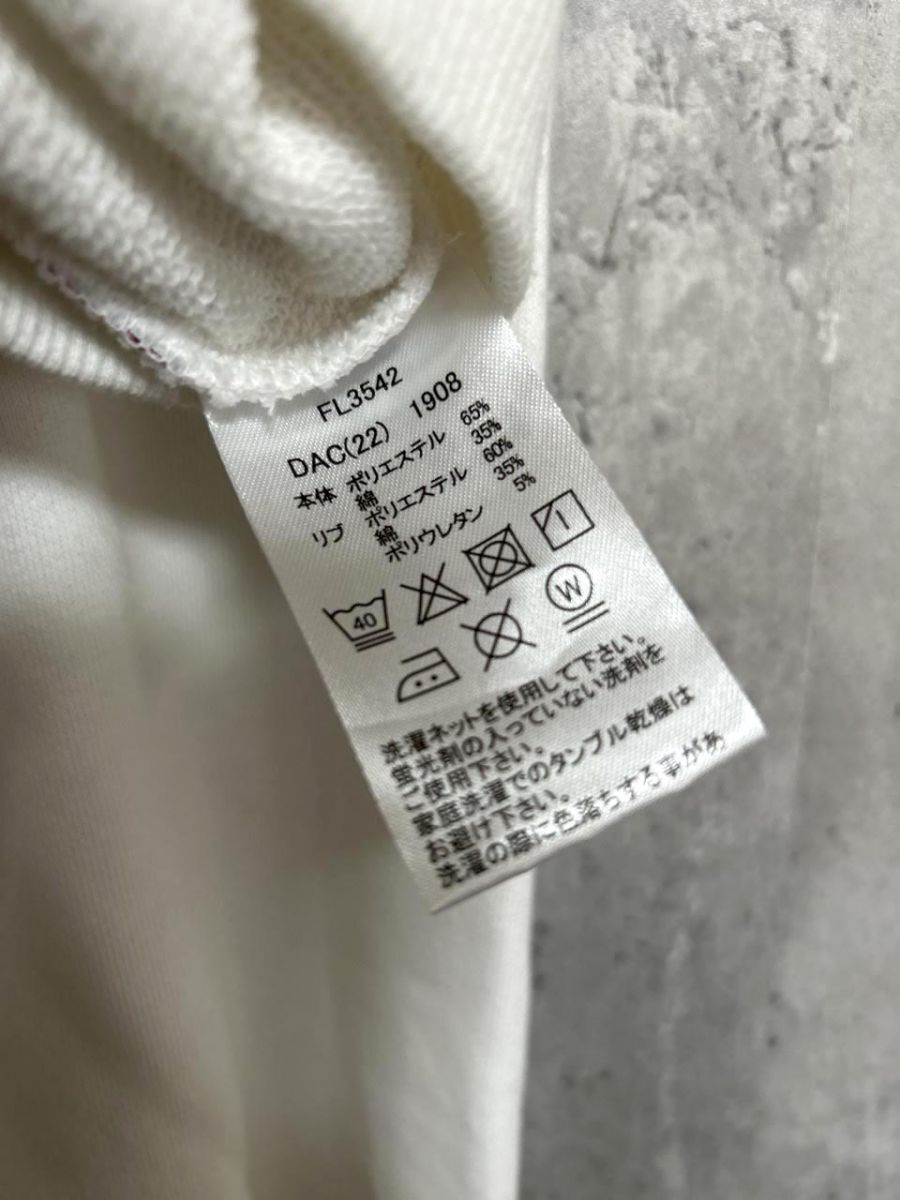 FL3542
DAC(22) 1908
本体 ポリエステル 65%
綿 35%
リブ ポリエステル 60%
綿 35%
ポリウレタン 5%
40
W
洗濯ネットを使用して下さい。
蛍光剤の入っていない洗剤を
ご使用下さい。
家庭洗濯でのタンブル乾燥は
お避け下さい。
洗濯の際に色落ちする事があ